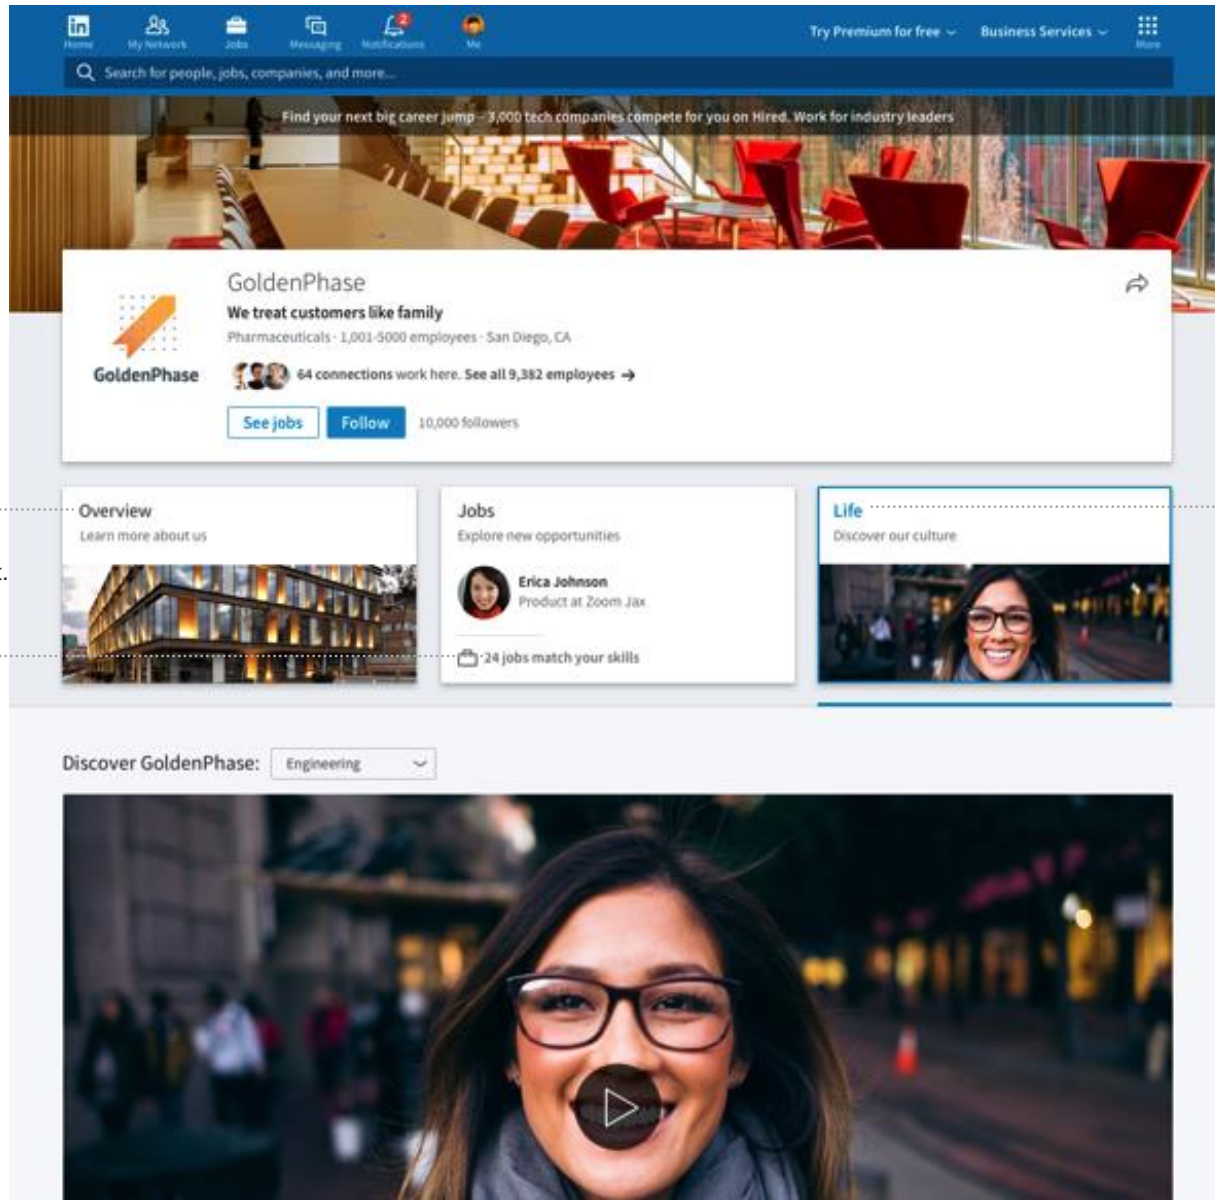 in
Home
My Network
Jobs
Messaging
2
Notifications
Me
Try Premium for free
Business Services
More
Search for people, jobs, companies, and more...
Find your next big career jump – 3,000 tech companies compete for you on Hired. Work for industry leaders
GoldenPhase
We treat customers like family
Pharmaceuticals · 1,001-5000 employees · San Diego, CA
GoldenPhase
64 connections work here. See all 9,382 employees →
See jobs
Follow
10,000 followers
Overview
Learn more about us
Jobs
Explore new opportunities
Erica Johnson
Product at Zoom Jax
24 jobs match your skills
Life
Discover our culture
Discover GoldenPhase:
Engineering